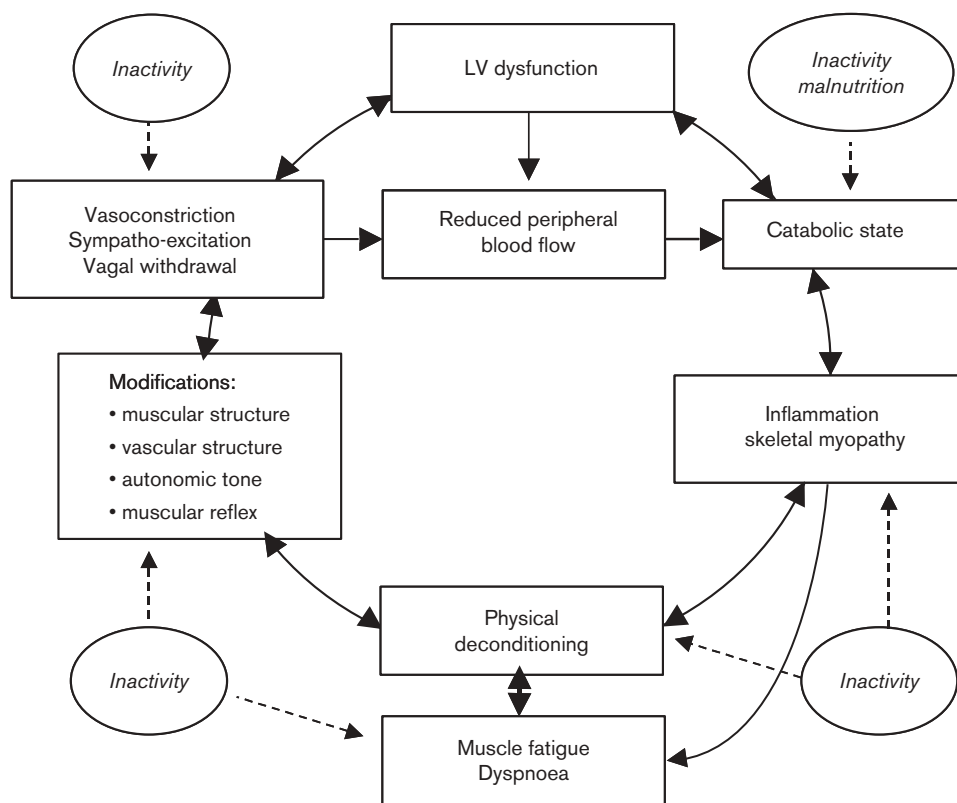 Inactivity
LV dysfunction
Inactivity
malnutrition
Vasoconstriction
Sympatho-excitation
Vagal withdrawal
Reduced peripheral
blood flow
Catabolic state
Modifications:
• muscular structure
• vascular structure
• autonomic tone
• muscular reflex
Inflammation
skeletal myopathy
Physical
deconditioning
Inactivity
Inactivity
Muscle fatigue
Dyspnoea